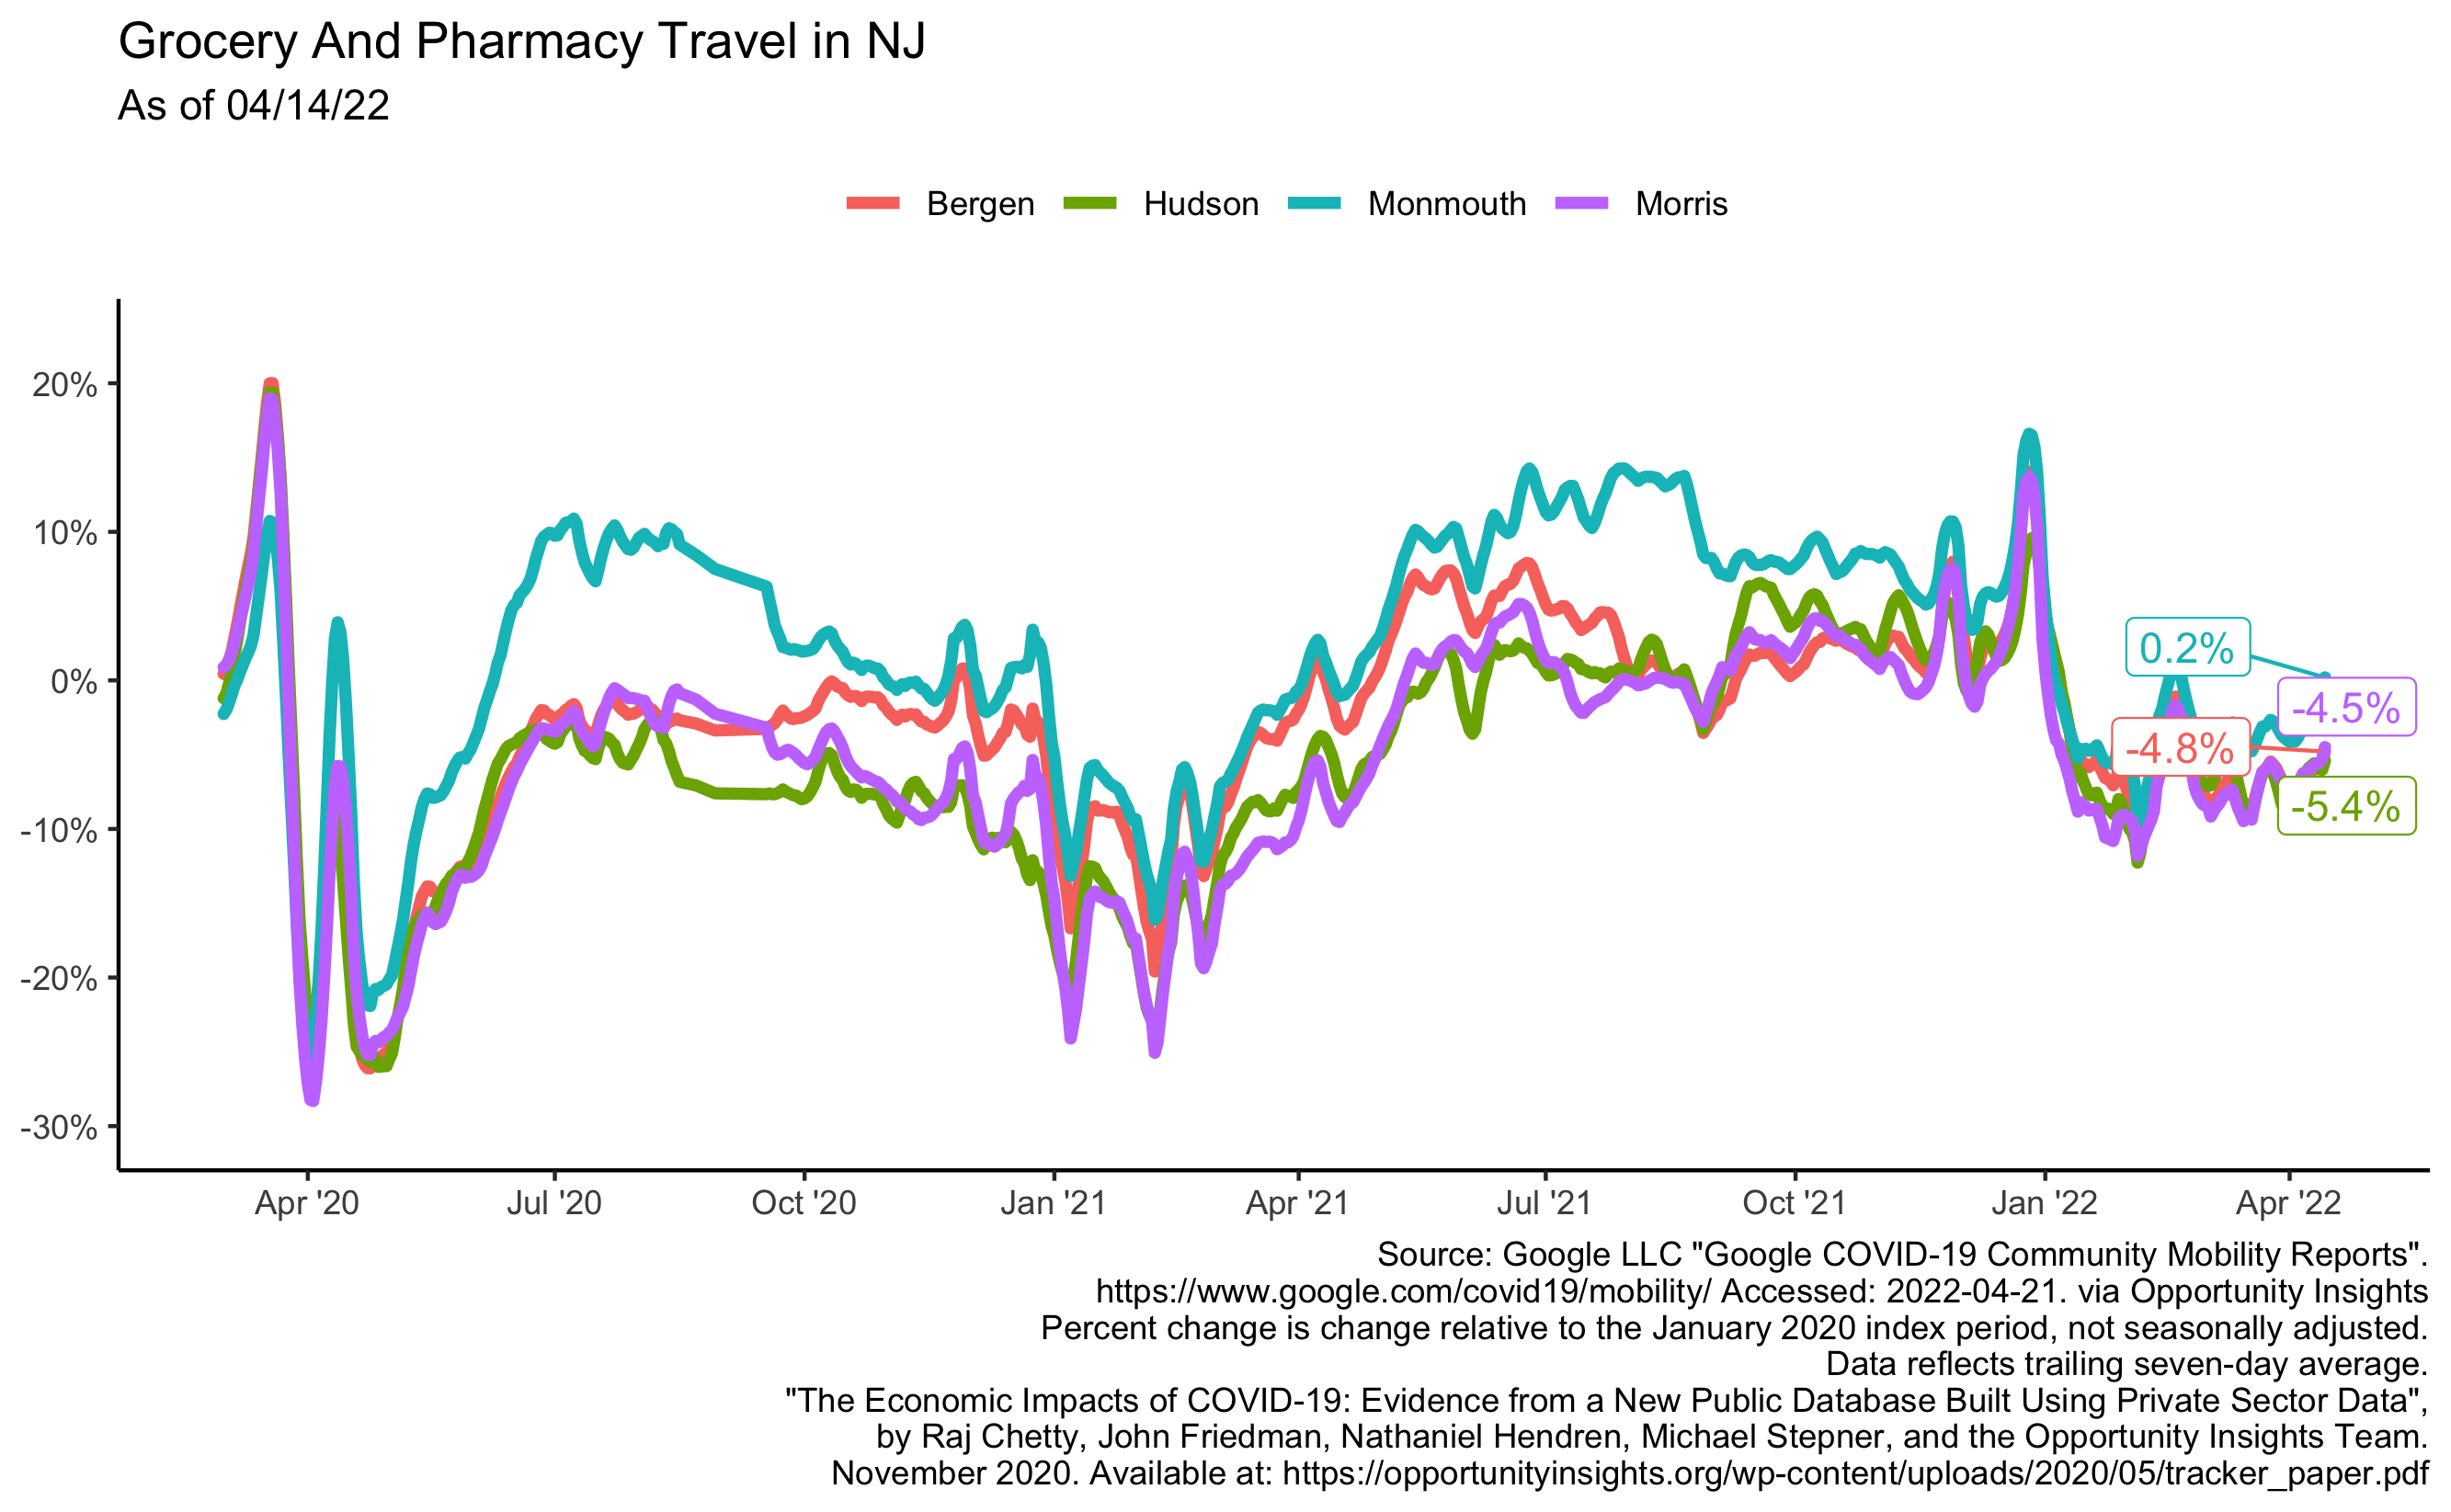 Grocery And Pharmacy Travel in NJ
As of 04/14/22
Bergen Hudson Monmouth Morris
20%
10%
0%
-10%
-20%
-30%
0.2%
-4.5%
-4.8%
-5.4%
Apr '20 Jul '20 Oct '20 Jan '21 Apr '21 Jul '21 Oct '21 Jan '22 Apr '22
Source: Google LLC "Google COVID-19 Community Mobility Reports".
https://www.google.com/covid19/mobility/ Accessed: 2022-04-21. via Opportunity Insights
Percent change is change relative to the January 2020 index period, not seasonally adjusted.
Data reflects trailing seven-day average.
"The Economic Impacts of COVID-19: Evidence from a New Public Database Built Using Private Sector Data",
by Raj Chetty, John Friedman, Nathaniel Hendren, Michael Stepner, and the Opportunity Insights Team.
November 2020. Available at: https://opportunityinsights.org/wp-content/uploads/2020/05/tracker_paper.pdf